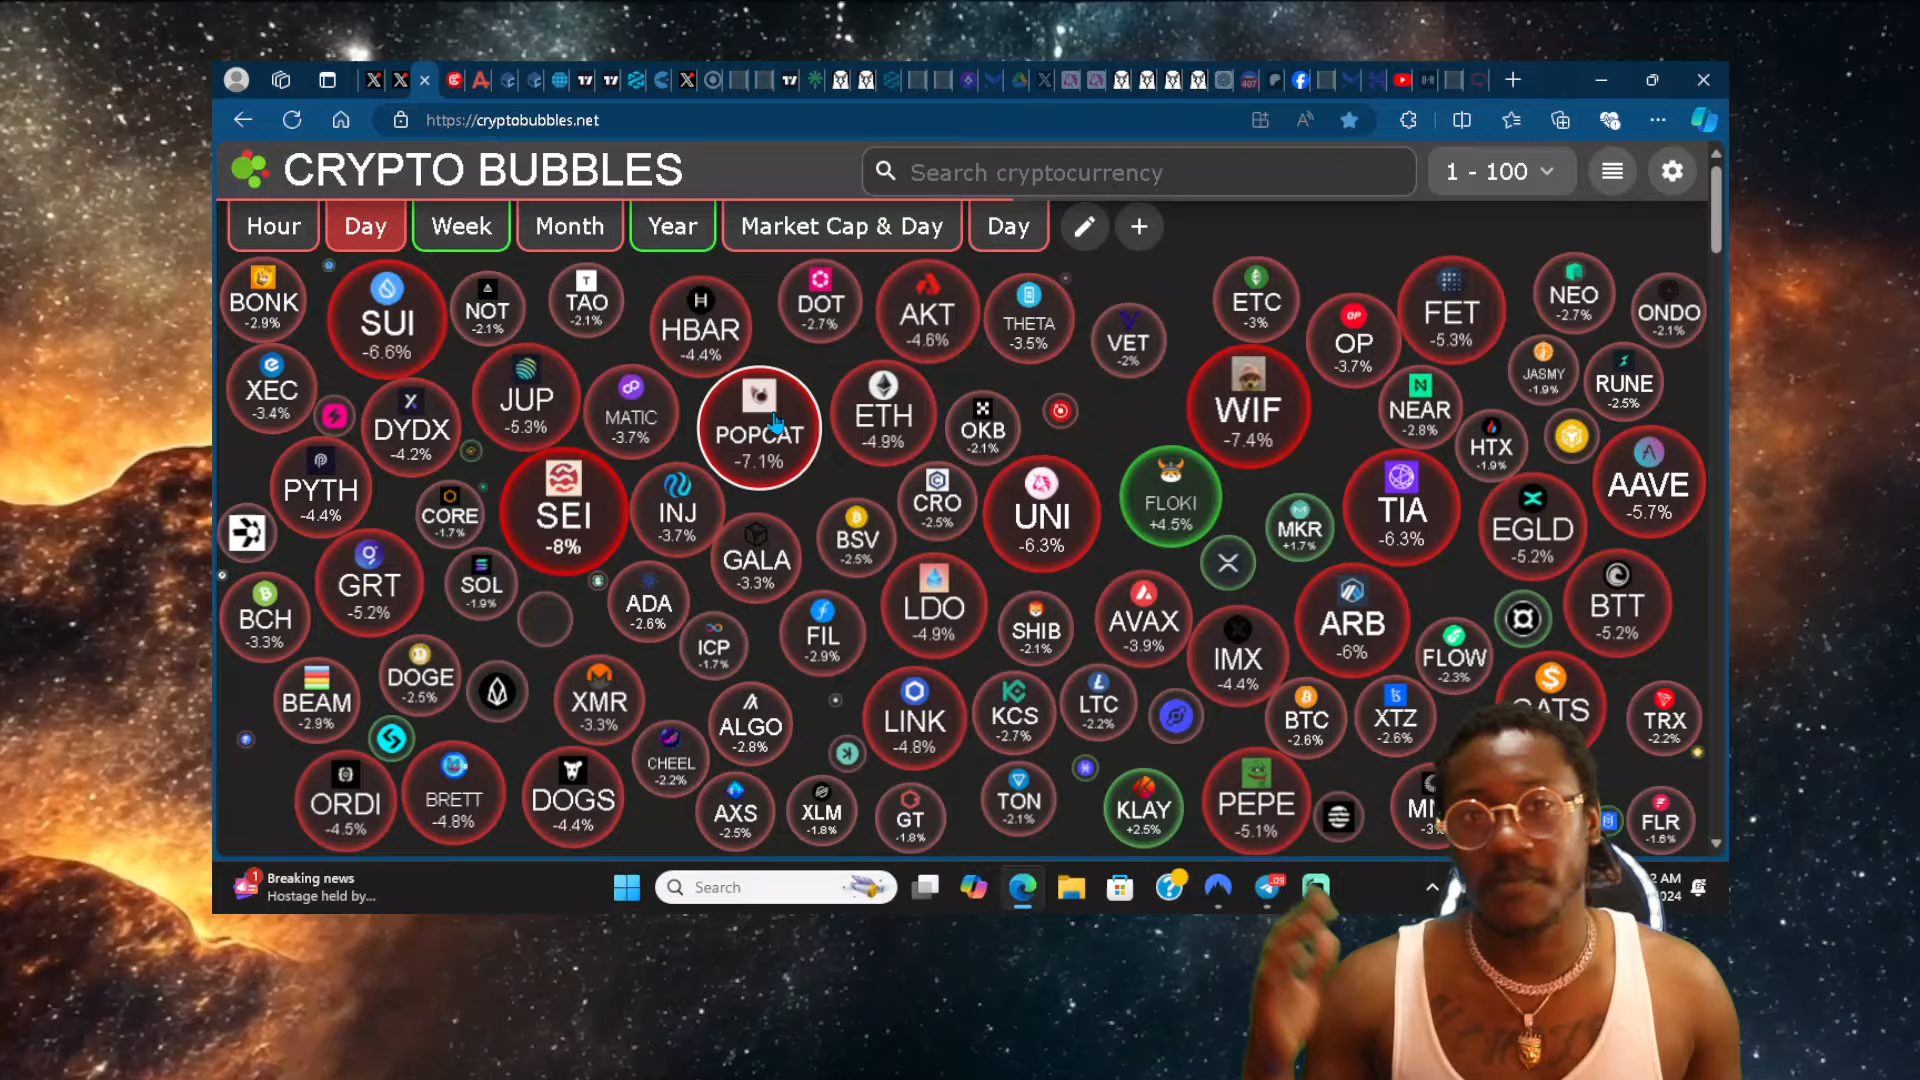 https://cryptobubbles.net
CRYPTO BUBBLES
Search cryptocurrency
1 - 100
Hour
Day
Week
Month
Year
Market Cap & Day
Day
BONK
-2.9%
SUI
-6.6%
NOT
-2.1%
TAO
-2.1%
HBAR
-4.4%
DOT
-2.7%
AKT
-4.6%
THETA
-3.5%
VET
-2%
ETC
-3%
OP
-3.7%
FET
-5.3%
NEO
-2.7%
ONDO
-2.1%
XEC
-3.4%
DYDX
-4.2%
JUP
-5.3%
MATIC
-3.7%
POPCAT
-7.1%
ETH
-4.9%
OKB
-2.1%
WIF
-7.4%
NEAR
-2.8%
JASMY
-1.9%
RUNE
-2.5%
HTX
-1.9%
PYTH
-4.4%
CORE
-1.7%
SEI
-8%
INJ
-3.7%
CRO
-2.5%
UNI
-6.3%
FLOKI
+4.5%
MKR
+1.7%
TIA
-6.3%
EGLD
-5.2%
AAVE
-5.7%
GRT
-5.2%
SOL
-1.9%
GALA
-3.3%
BSV
-2.5%
BCH
-3.3%
ADA
-2.6%
ICP
-1.7%
FIL
-2.9%
LDO
-4.9%
SHIB
-2.1%
AVAX
-3.9%
IMX
-4.4%
ARB
-6%
FLOW
-2.3%
BTT
-5.2%
BEAM
-2.9%
DOGE
-2.5%
XMR
-3.3%
ALGO
-2.8%
LINK
-4.8%
KCS
-2.7%
LTC
-2.2%
BTC
-2.6%
XTZ
-2.6%
TRX
-2.2%
ORDI
-4.5%
BRETT
-4.8%
DOGS
-4.4%
CHEEL
-2.2%
AXS
-2.5%
XLM
-1.8%
GT
-1.8%
TON
-2.1%
KLAY
+2.5%
PEPE
-5.1%
FLR
-1.6%
1
Breaking news
Hostage held by...
Search
2 AM